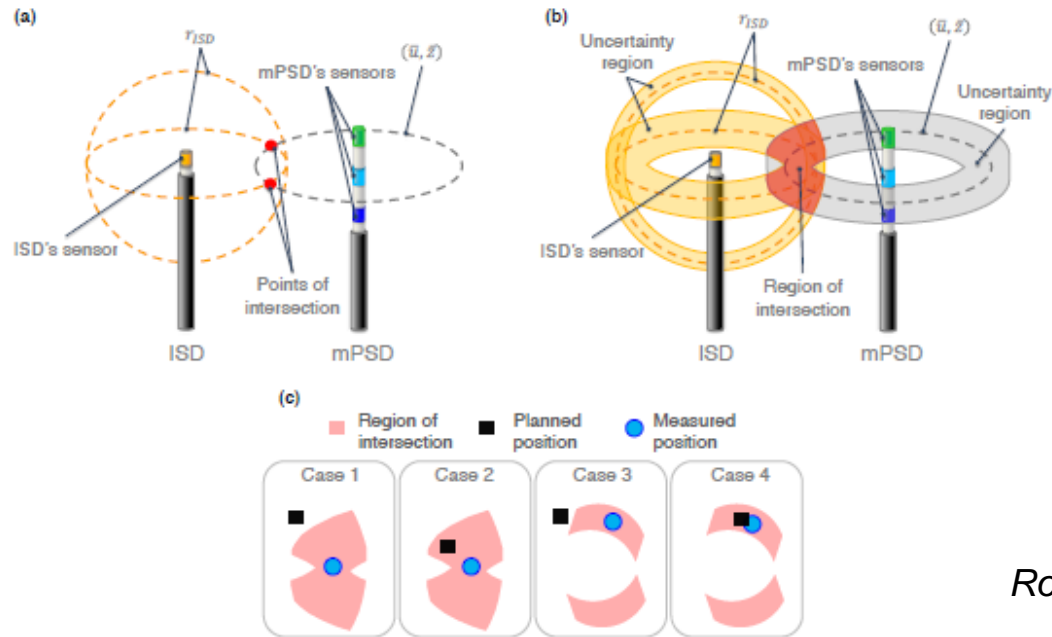 (a)
r_ISD
mPSD's sensors
(ū, ẑ)
ISD's sensor
Points of
intersection
ISD
mPSD
(b)
Uncertainty
region
r_ISD
mPSD's sensors
(ū, ẑ)
Uncertainty
region
ISD's sensor
Region of
intersection
ISD
mPSD
(c)
Region of
intersection
Planned
position
Measured
position
Case 1
Case 2
Case 3
Case 4
Ro